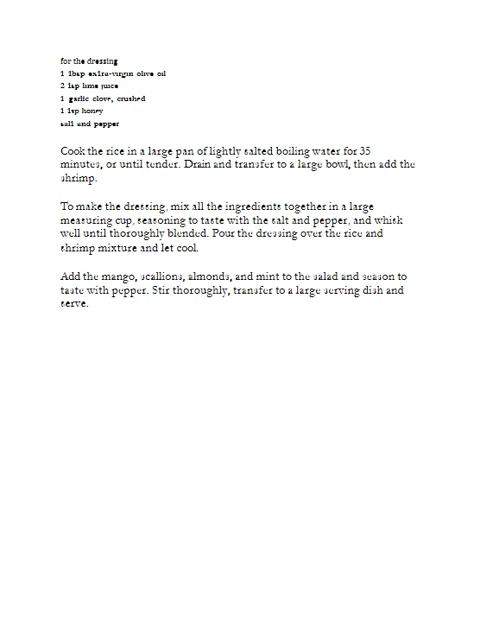 for the dressing
1 tbsp extra-virgin olive oil
2 tsp lime juice
1 garlic clove, crushed
1 tsp honey
salt and pepper
Cook the rice in a large pan of lightly salted boiling water for 35
minutes, or until tender. Drain and transfer to a large bowl, then add the
shrimp.
To make the dressing, mix all the ingredients together in a large
measuring cup, seasoning to taste with the salt and pepper, and whisk
well until thoroughly blended. Pour the dressing over the rice and
shrimp mixture and let cool.
Add the mango, scallions, almonds, and mint to the salad and season to
taste with pepper. Stir thoroughly, transfer to a large serving dish and
serve.